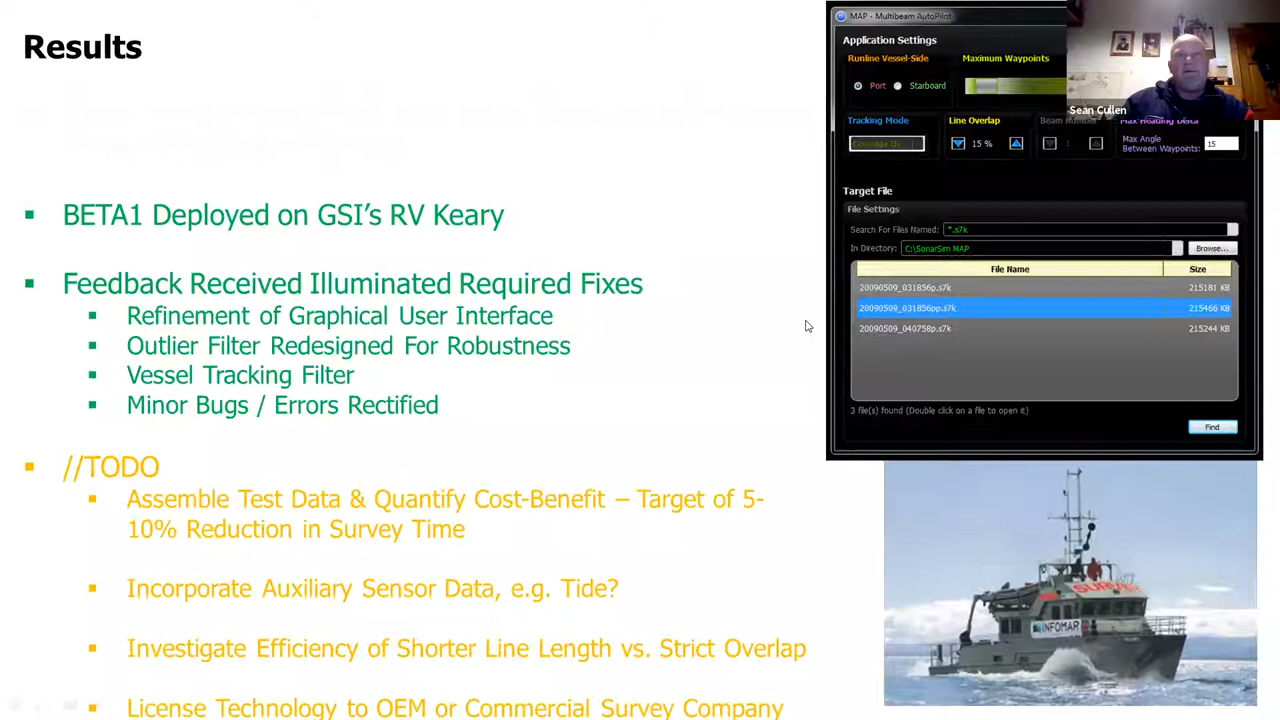 Results
BETA1 Deployed on GSI's RV Keary
Feedback Received Illuminated Required Fixes
Refinement of Graphical User Interface
Outlier Filter Redesigned For Robustness
Vessel Tracking Filter
Minor Bugs / Errors Rectified
//TODO
Assemble Test Data & Quantify Cost-Benefit – Target of 5-
10% Reduction in Survey Time
Incorporate Auxiliary Sensor Data, e.g. Tide?
Investigate Efficiency of Shorter Line Length vs. Strict Overlap
License Technology to OEM or Commercial Survey Company
MAP - Multibeam AutoPilot
Application Settings
Runline Vessel-Side
Maximum Waypoints
Port
Starboard
Sean Cullen
Tracking Mode
Line Overlap
Beam Number
Max Heading Delta
15 %
1
Max Angle
Between Waypoints:
15
Target File
File Settings
Search For Files Named:
*.s7k
In Directory:
C:\SonarSim MAP
Browse...
File Name
Size
20090509_031856p.s7k
215181 KB
20090509_031856pp.s7k
215466 KB
20090509_040758p.s7k
215244 KB
3 file(s) found (Double click on a file to open it)
Find
SURVEY
INFOMAR